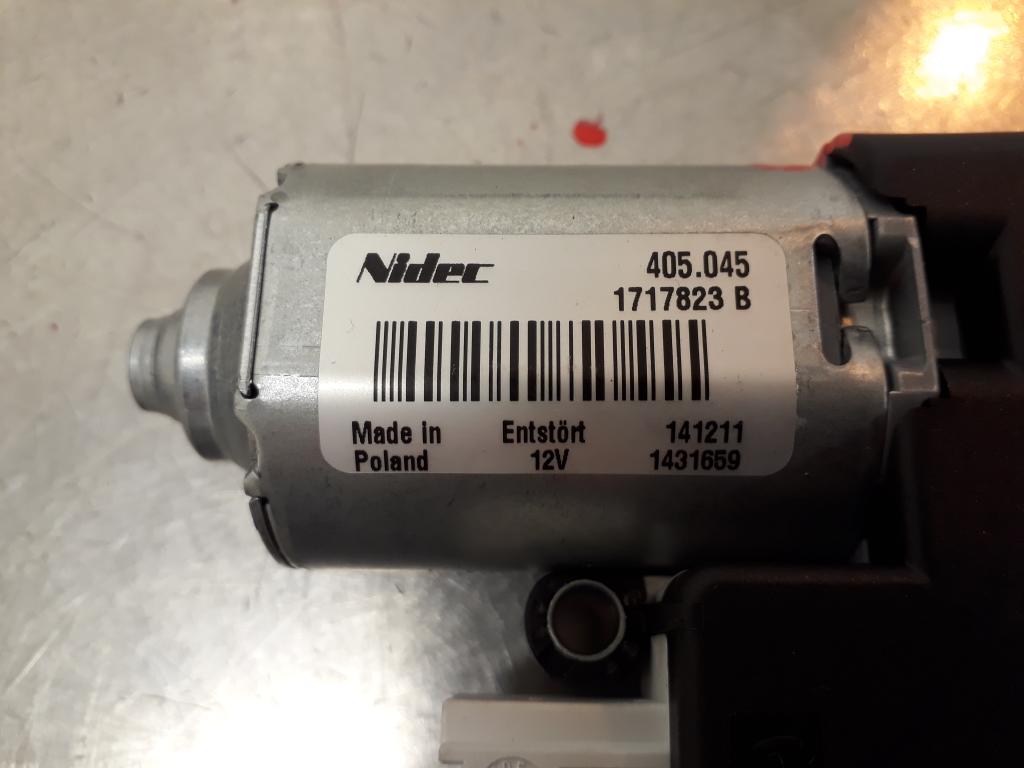 Nidec 405.045
1717823 B
Made in Entstört 141211
Poland 12V 1431659